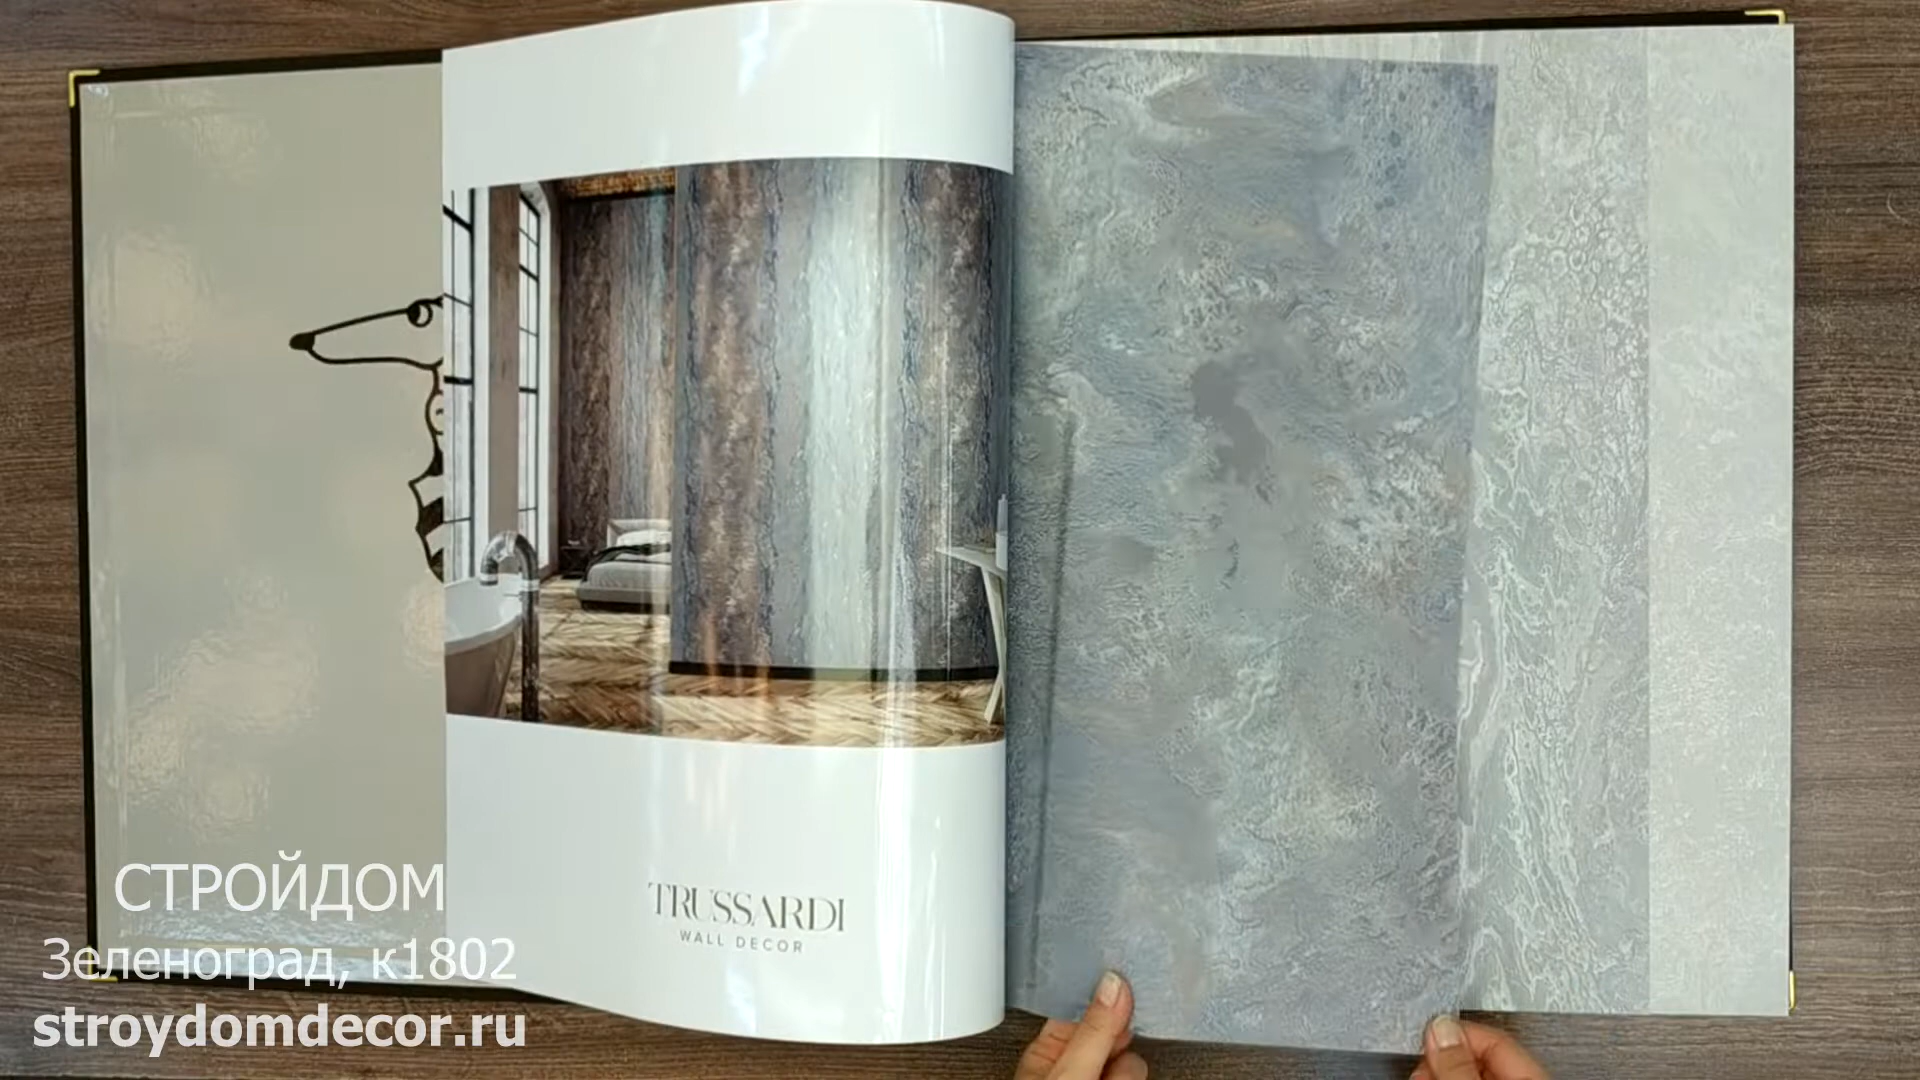 TRUSSARDI
WALL DECOR
СТРОЙДОМ
Зеленоград, к1802
stroydomdecor.ru